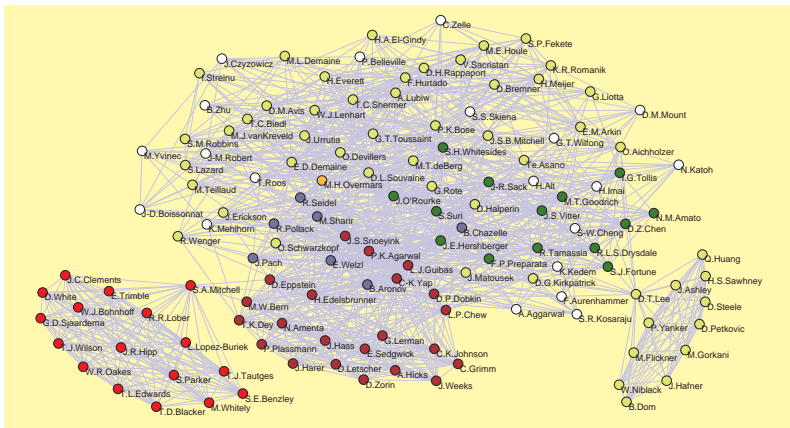 C.Zelle
H.A.El-Gindy
S.P.Fekete
M.E.Houle
J.Czyzowicz
M.L.Demaine
P.Belleville
V.Sacristan
K.R.Romanik
D.H.Rappaport
I.Streinu
H.Everett
F.Hurtado
H.Meijer
D.Bremner
G.Liotta
A.Lubiw
T.C.Shermer
B.Zhu
D.M.Avis
W.J.Lenhart
S.S.Skiena
D.M.Mount
T.C.Biedl
P.K.Bose
E.M.Arkin
M.J.vanKreveld
J.Urrutia
G.T.Toussaint
J.S.B.Mitchell
G.T.Wilfong
S.M.Robbins
S.H.Whitesides
O.Aichholzer
M.Yvinec
J-M.Robert
O.Devillers
Te.Asano
N.Katoh
S.Lazard
E.D.Demaine
M.T.deBerg
T.G.Tollis
D.L.Souvaine
T.Roos
M.H.Overmars
J-R.Sack
H.Alt
H.Imai
M.Teillaud
G.Rote
M.T.Goodrich
R.Seidel
J.O'Rourke
J-D.Boissonnat
J.Erickson
M.Sharir
S.Suri
D.Halperin
J.S.Vitter
N.M.Amato
K.Mehlhorn
R.Pollack
B.Chazelle
S-W.Cheng
D.Z.Chen
R.Wenger
O.Schwarzkopf
J.S.Snoeyink
J.E.Hershberger
R.Tamassia
R.L.S.Drysdale
P.K.Agarwal
Q.Huang
J.Pach
E.Welzl
L.J.Guibas
F.P.Preparata
K.Kedem
S.J.Fortune
J.C.Clements
D.Eppstein
B.Aronov
C-K.Yap
J.Matousek
D.G.Kirkpatrick
H.S.Sawhney
J.Ashley
D.White
E.Trimble
S.A.Mitchell
H.Edelsbrunner
D.P.Dobkin
F.Aurenhammer
D.T.Lee
D.Steele
W.J.Bohnhoff
M.W.Bern
L.P.Chew
A.Aggarwal
S.R.Kosaraju
G.D.Sjaardema
R.R.Lober
T.K.Dey
N.Amenta
P.Yanker
D.Petkovic
T.J.Wilson
J.R.Hipp
L.Lopez-Buriek
P.Plassmann
J.Hass
G.Lerman
E.Sedgwick
C.K.Johnson
M.Flickner
M.Gorkani
W.R.Oakes
S.Parker
T.J.Tautges
J.Harer
D.Letscher
A.Hicks
C.Grimm
T.L.Edwards
S.E.Benzley
D.Zorin
J.Weeks
W.Niblack
J.Hafner
T.D.Blacker
M.Whitely
B.Dom